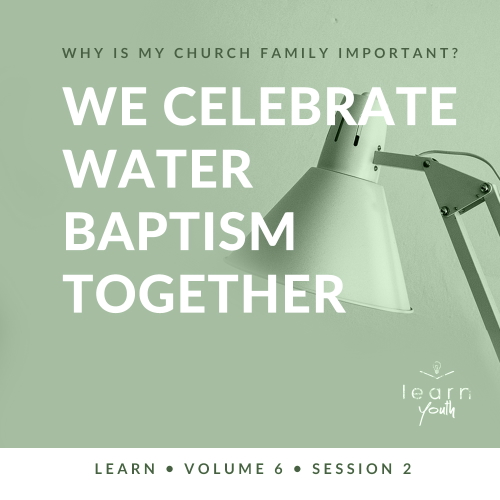 WHY IS MY CHURCH FAMILY IMPORTANT?
WE CELEBRATE
WATER
BAPTISM
TOGETHER
learn
youth
LEARN • VOLUME 6 • SESSION 2